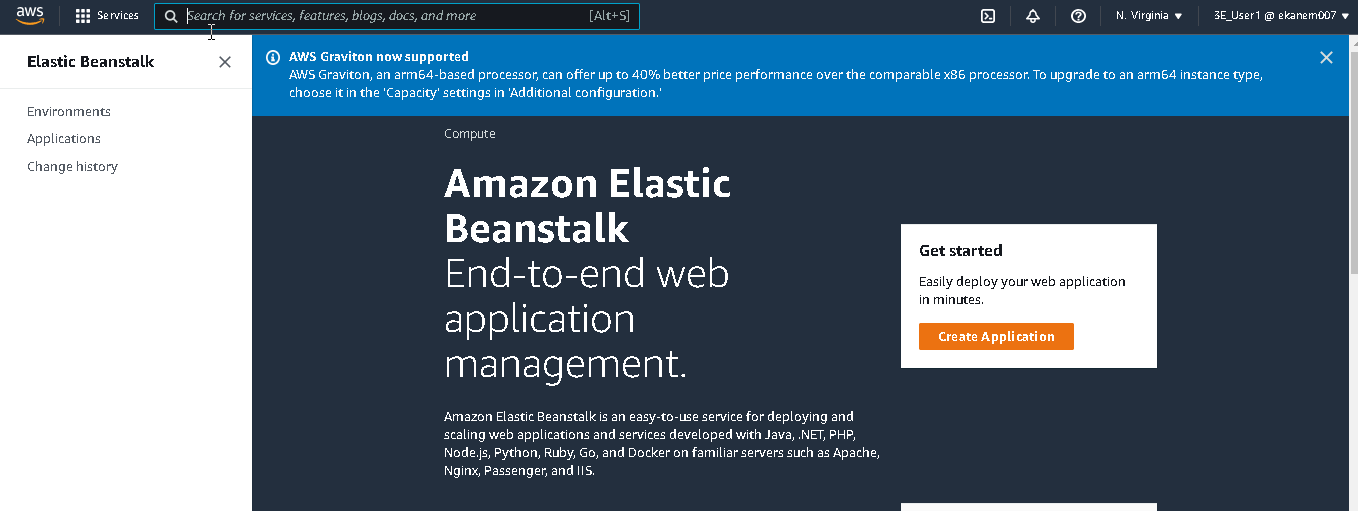 aws
Services
Search for services, features, blogs, docs, and more
[Alt+S]
N. Virginia
3E_User1 @ ekanem007
Elastic Beanstalk
Environments
Applications
Change history
AWS Graviton now supported
AWS Graviton, an arm64-based processor, can offer up to 40% better price performance over the comparable x86 processor. To upgrade to an arm64 instance type,
choose it in the 'Capacity' settings in 'Additional configuration.'
Compute
Amazon Elastic
Beanstalk
End-to-end web
application
management.
Amazon Elastic Beanstalk is an easy-to-use service for deploying and
scaling web applications and services developed with Java, .NET, PHP,
Node.js, Python, Ruby, Go, and Docker on familiar servers such as Apache,
Nginx, Passenger, and IIS.
Get started
Easily deploy your web application
in minutes.
Create Application